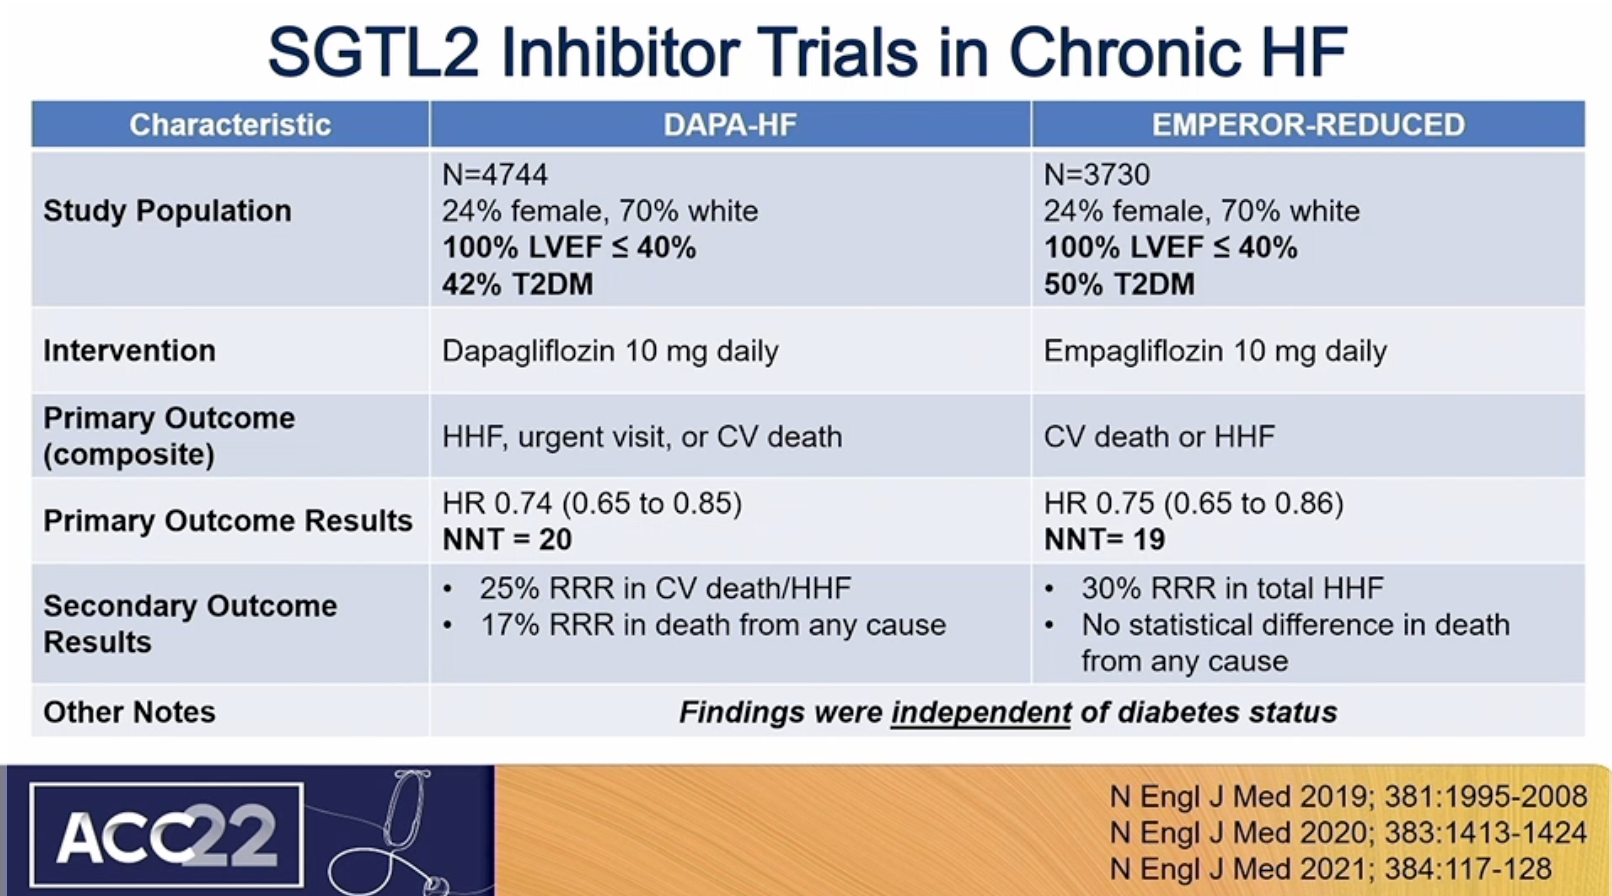 SGTL2 Inhibitor Trials in Chronic HF
Characteristic
DAPA-HF
EMPEROR-REDUCED
Study Population
N=4744
24% female, 70% white
100% LVEF ≤ 40%
42% T2DM
N=3730
24% female, 70% white
100% LVEF ≤ 40%
50% T2DM
Intervention
Dapagliflozin 10 mg daily
Empagliflozin 10 mg daily
Primary Outcome
(composite)
HHF, urgent visit, or CV death
CV death or HHF
Primary Outcome Results
HR 0.74 (0.65 to 0.85)
NNT = 20
HR 0.75 (0.65 to 0.86)
NNT= 19
Secondary Outcome
Results
• 25% RRR in CV death/HHF
• 17% RRR in death from any cause
• 30% RRR in total HHF
• No statistical difference in death
from any cause
Other Notes
Findings were independent of diabetes status
ACC22
N Engl J Med 2019; 381:1995-2008
N Engl J Med 2020; 383:1413-1424
N Engl J Med 2021; 384:117-128